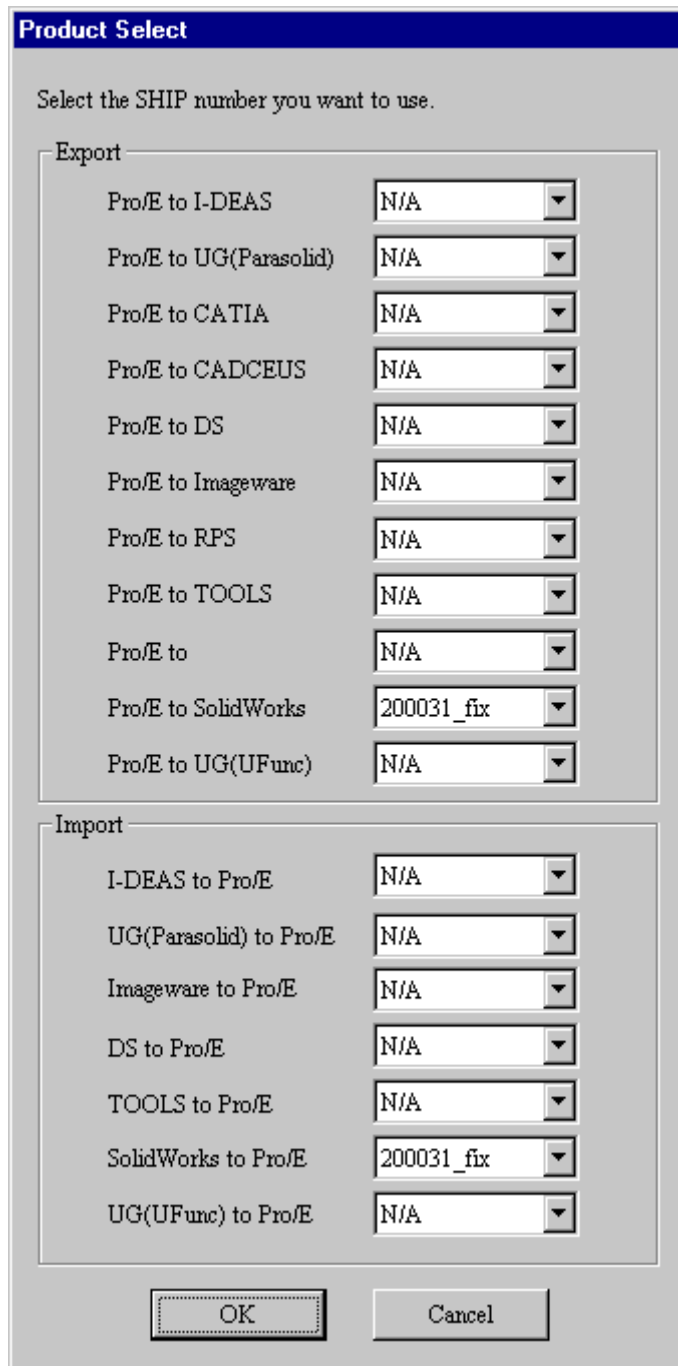 Product Select
Select the SHIP number you want to use.
Export
Pro/E to I-DEAS N/A
Pro/E to UG(Parasolid) N/A
Pro/E to CATIA N/A
Pro/E to CADCEUS N/A
Pro/E to DS N/A
Pro/E to Imageware N/A
Pro/E to RPS N/A
Pro/E to TOOLS N/A
Pro/E to N/A
Pro/E to SolidWorks 200031_fix
Pro/E to UG(UFunc) N/A
Import
I-DEAS to Pro/E N/A
UG(Parasolid) to Pro/E N/A
Imageware to Pro/E N/A
DS to Pro/E N/A
TOOLS to Pro/E N/A
SolidWorks to Pro/E 200031_fix
UG(UFunc) to Pro/E N/A
OK Cancel